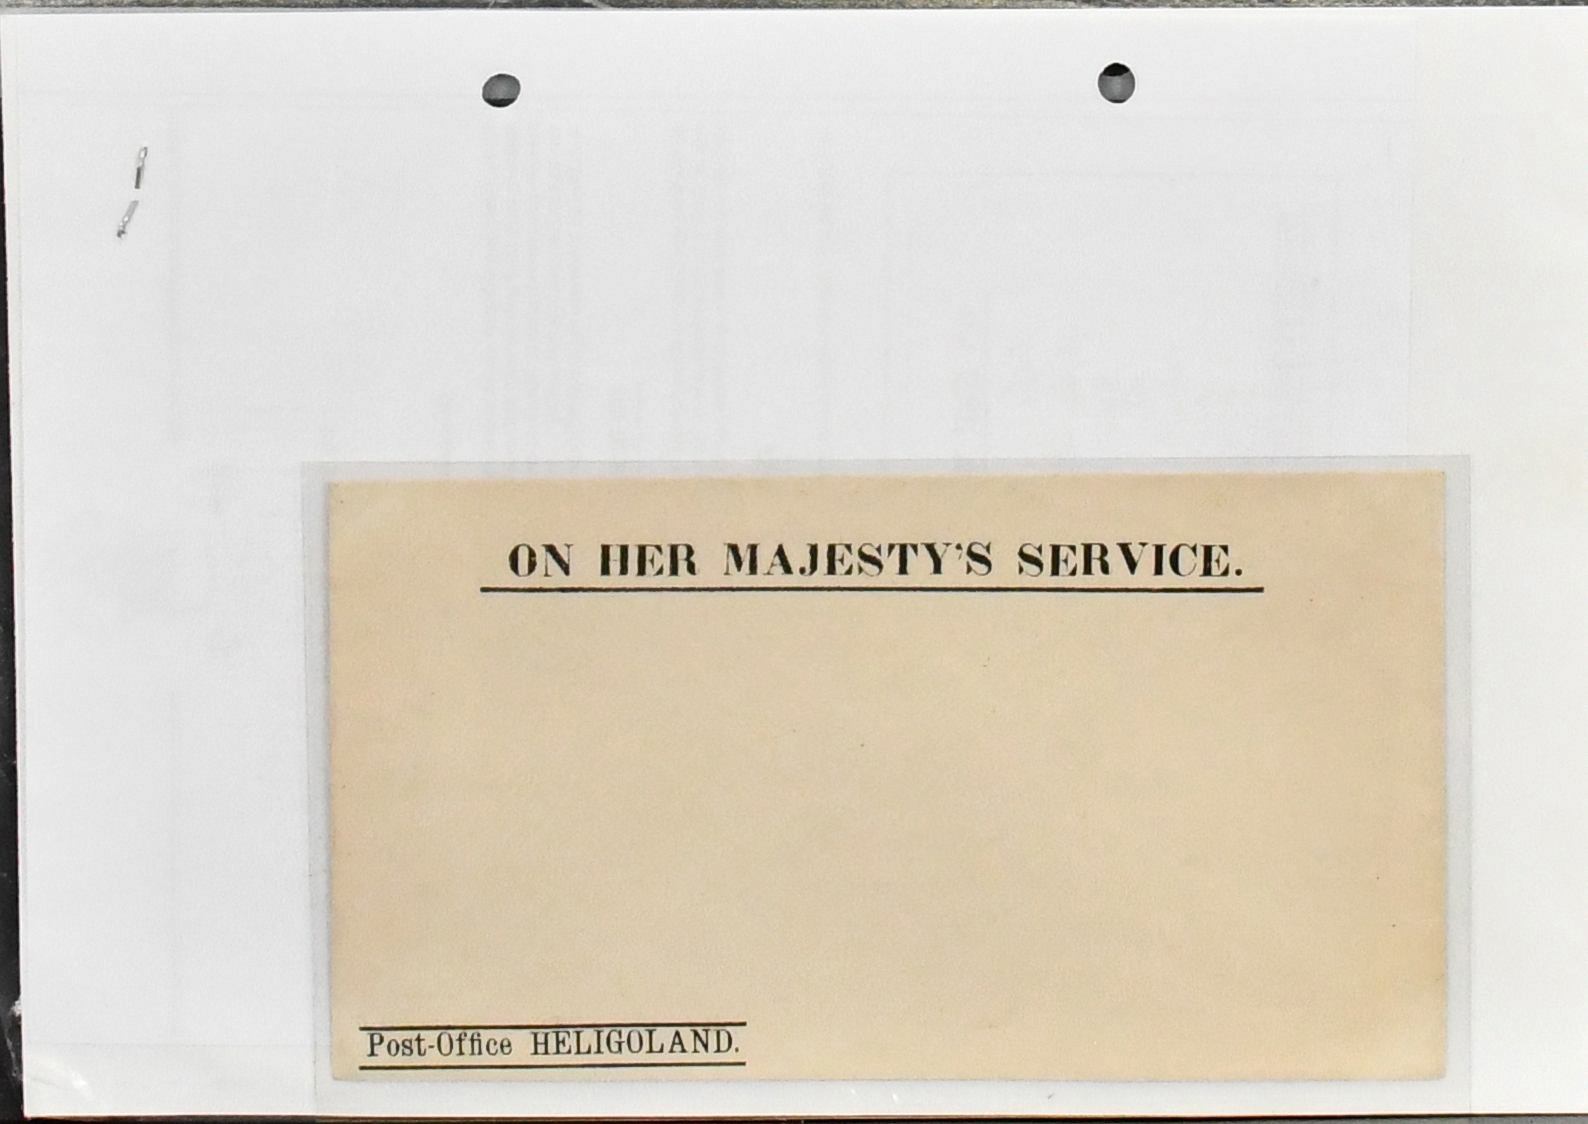 ON HER MAJESTY'S SERVICE.
Post-Office HELIGOLAND.